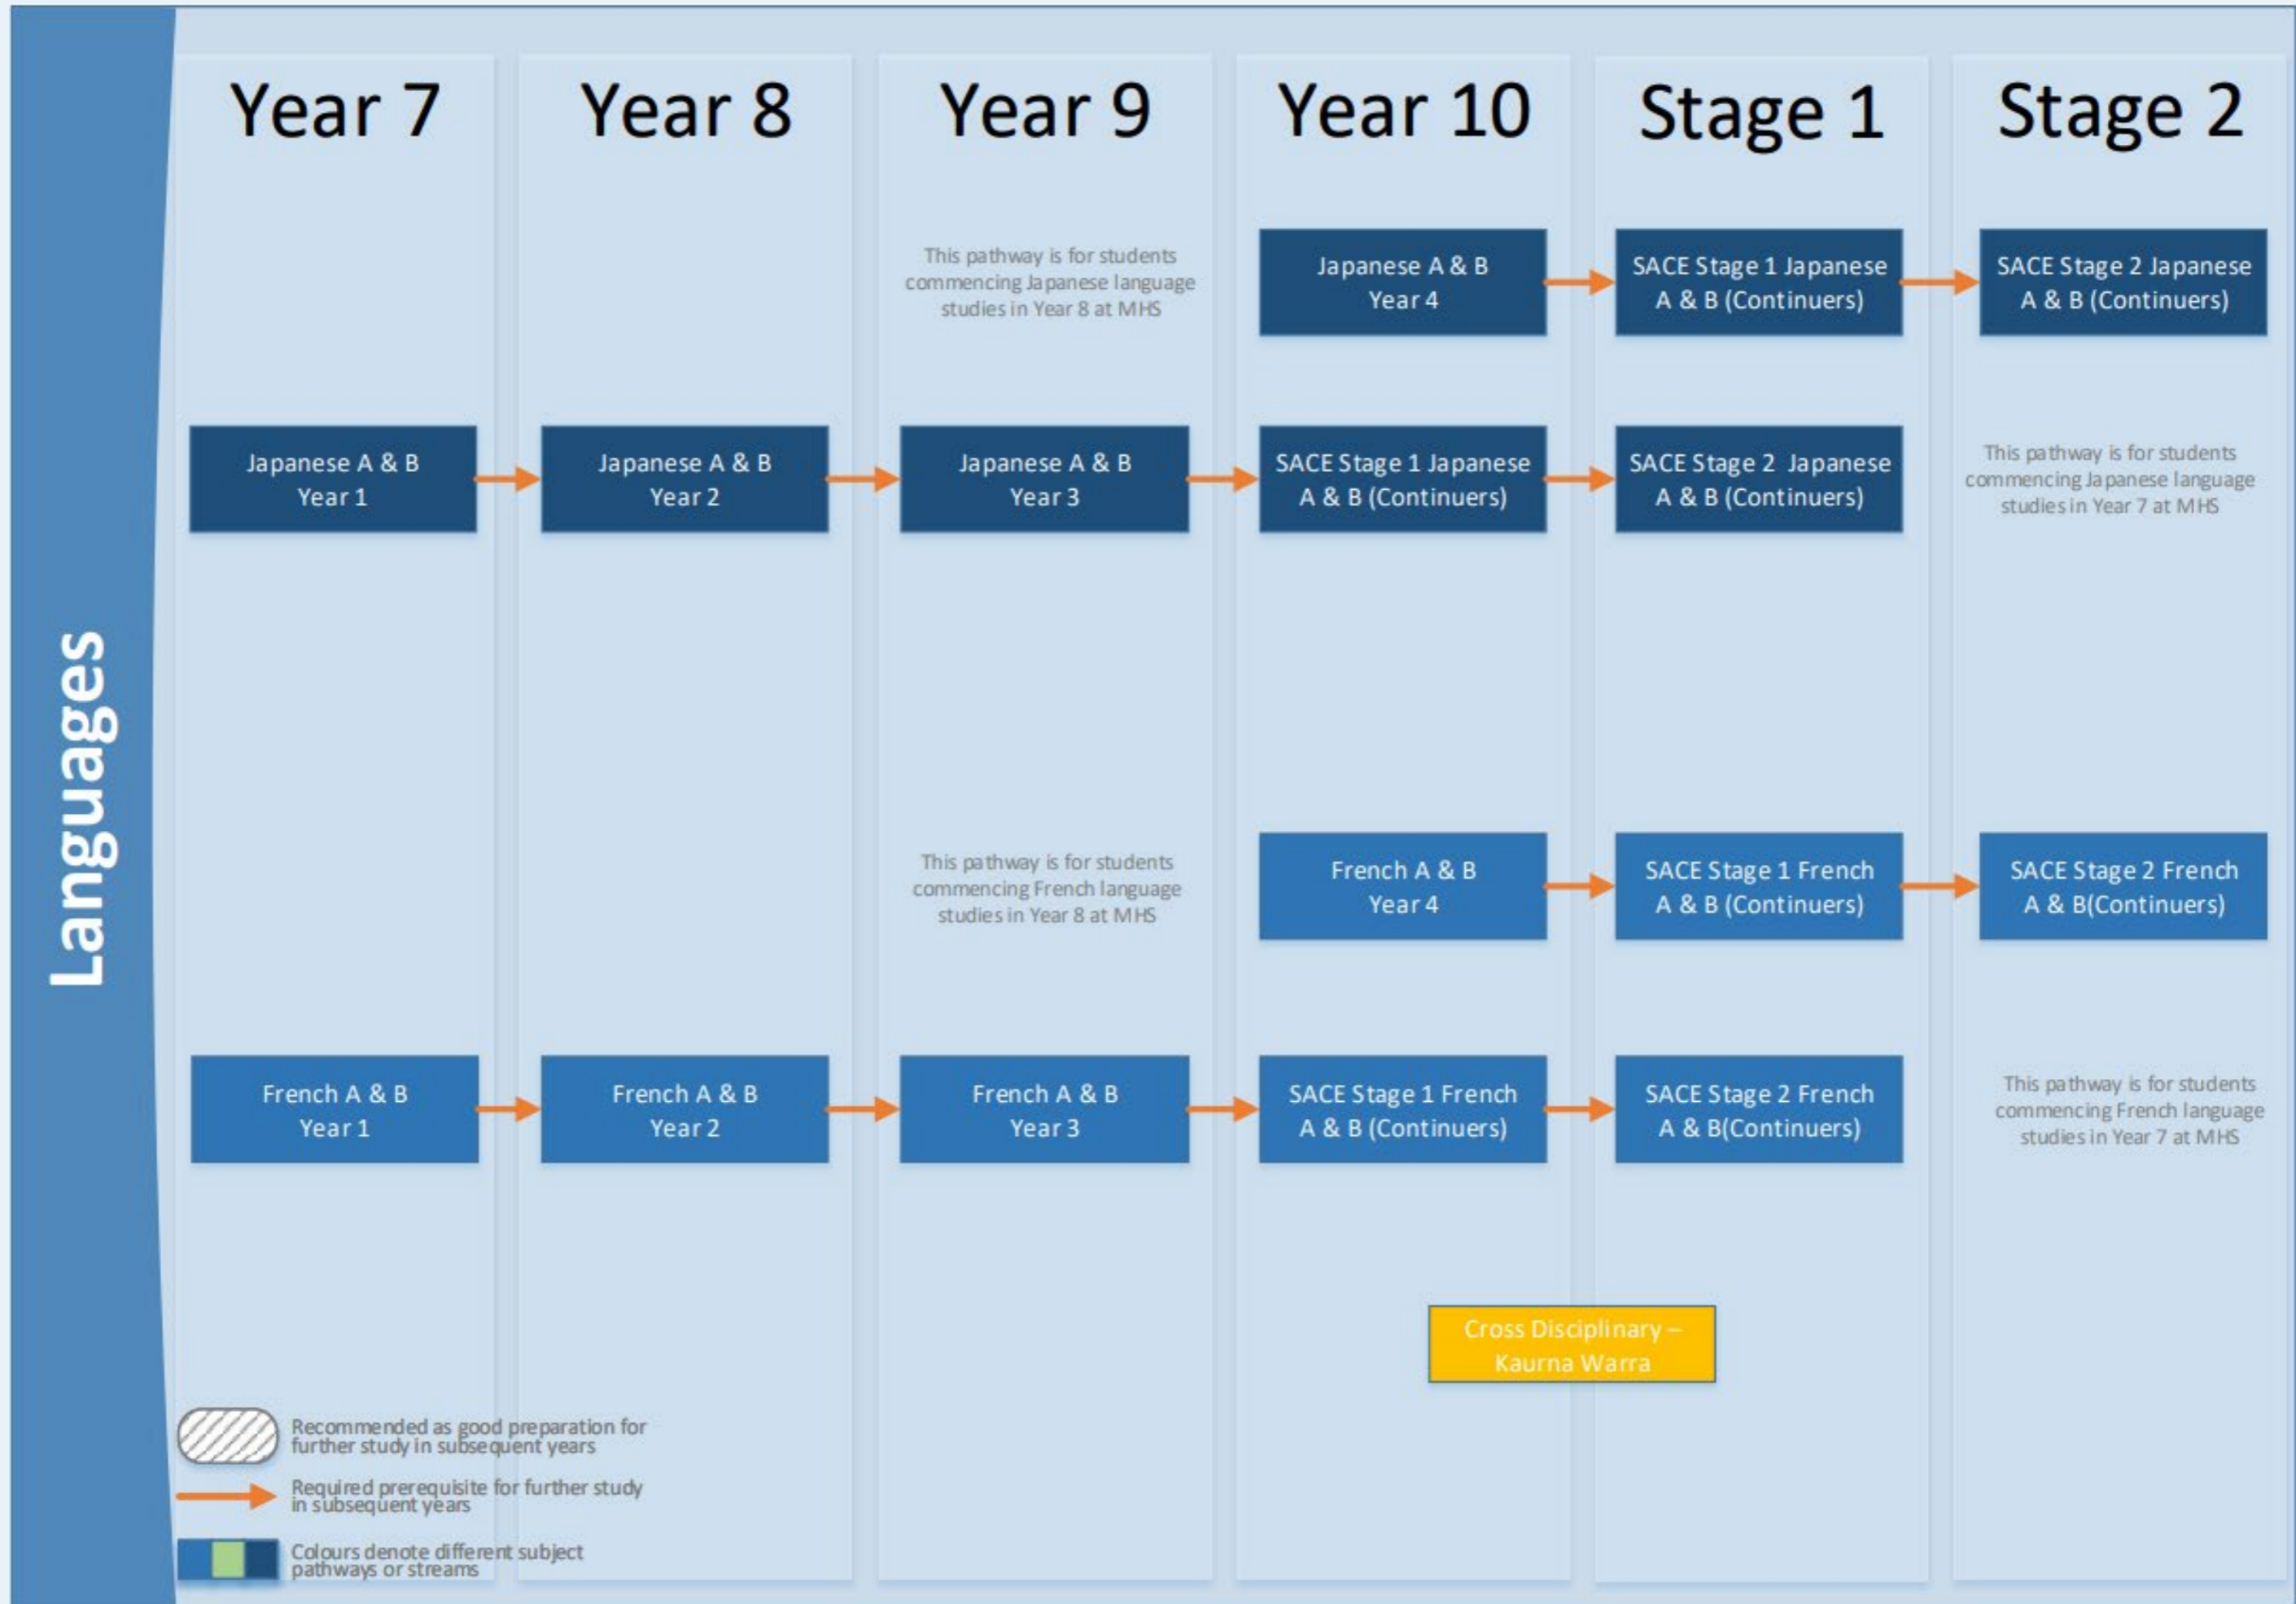 Languages
Year 7
Year 8
Year 9
Year 10
Stage 1
Stage 2
This pathway is for students
commencing Japanese language
studies in Year 8 at MHS
Japanese A & B
Year 4
SACE Stage 1 Japanese
A & B (Continuers)
SACE Stage 2 Japanese
A & B (Continuers)
Japanese A & B
Year 1
Japanese A & B
Year 2
Japanese A & B
Year 3
SACE Stage 1 Japanese
A & B (Continuers)
SACE Stage 2 Japanese
A & B (Continuers)
This pathway is for students
commencing Japanese language
studies in Year 7 at MHS
This pathway is for students
commencing French language
studies in Year 8 at MHS
French A & B
Year 4
SACE Stage 1 French
A & B (Continuers)
SACE Stage 2 French
A & B(Continuers)
French A & B
Year 1
French A & B
Year 2
French A & B
Year 3
SACE Stage 1 French
A & B (Continuers)
SACE Stage 2 French
A & B(Continuers)
This pathway is for students
commencing French language
studies in Year 7 at MHS
Cross Disciplinary –
Kaurna Warra
Recommended as good preparation for
further study in subsequent years
Required prerequisite for further study
in subsequent years
Colours denote different subject
pathways or streams